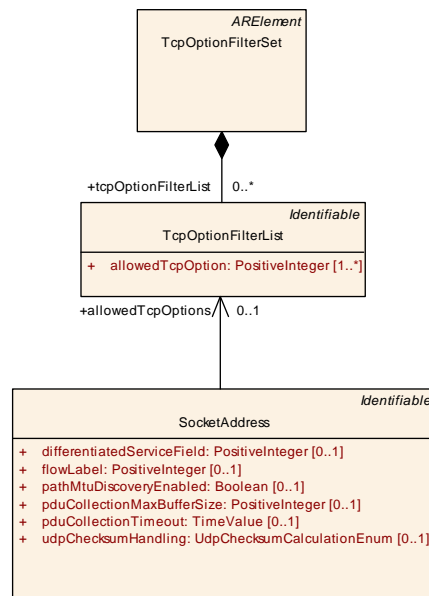 ARElement
TcpOptionFilterSet
+tcpOptionFilterList 0..*
Identifiable
TcpOptionFilterList
+ allowedTcpOption: PositiveInteger [1..*]
+allowedTcpOptions 0..1
Identifiable
SocketAddress
+ differentiatedServiceField: PositiveInteger [0..1]
+ flowLabel: PositiveInteger [0..1]
+ pathMtuDiscoveryEnabled: Boolean [0..1]
+ pduCollectionMaxBufferSize: PositiveInteger [0..1]
+ pduCollectionTimeout: TimeValue [0..1]
+ udpChecksumHandling: UdpChecksumCalculationEnum [0..1]